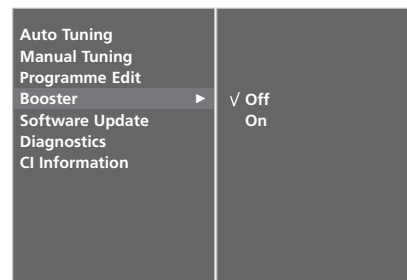 Auto Tuning
Manual Tuning
Programme Edit
Booster ►
√ Off
On
Software Update
Diagnostics
CI Information